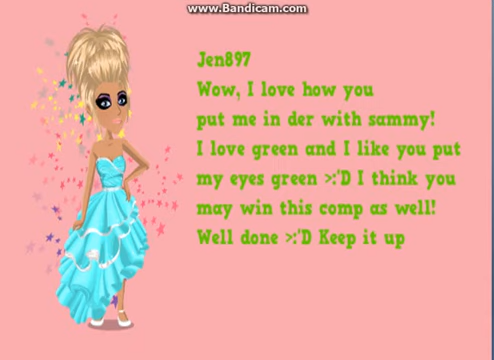 www.Bandicam.com
Jen897
Wow, I love how you
put me in der with sammy!
I love green and I like you put
my eyes green >:'D I think you
may win this comp as well!
Well done >:'D Keep it up